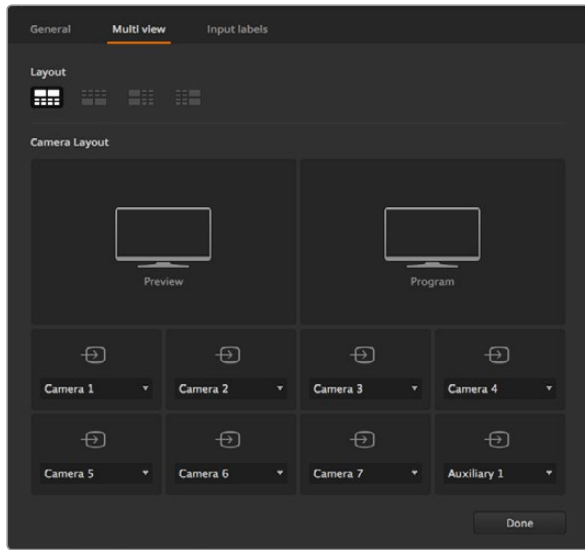 General Multi view Input labels
Layout
Camera Layout
Preview Program
Camera 1 Camera 2 Camera 3 Camera 4
Camera 5 Camera 6 Camera 7 Auxiliary 1
Done